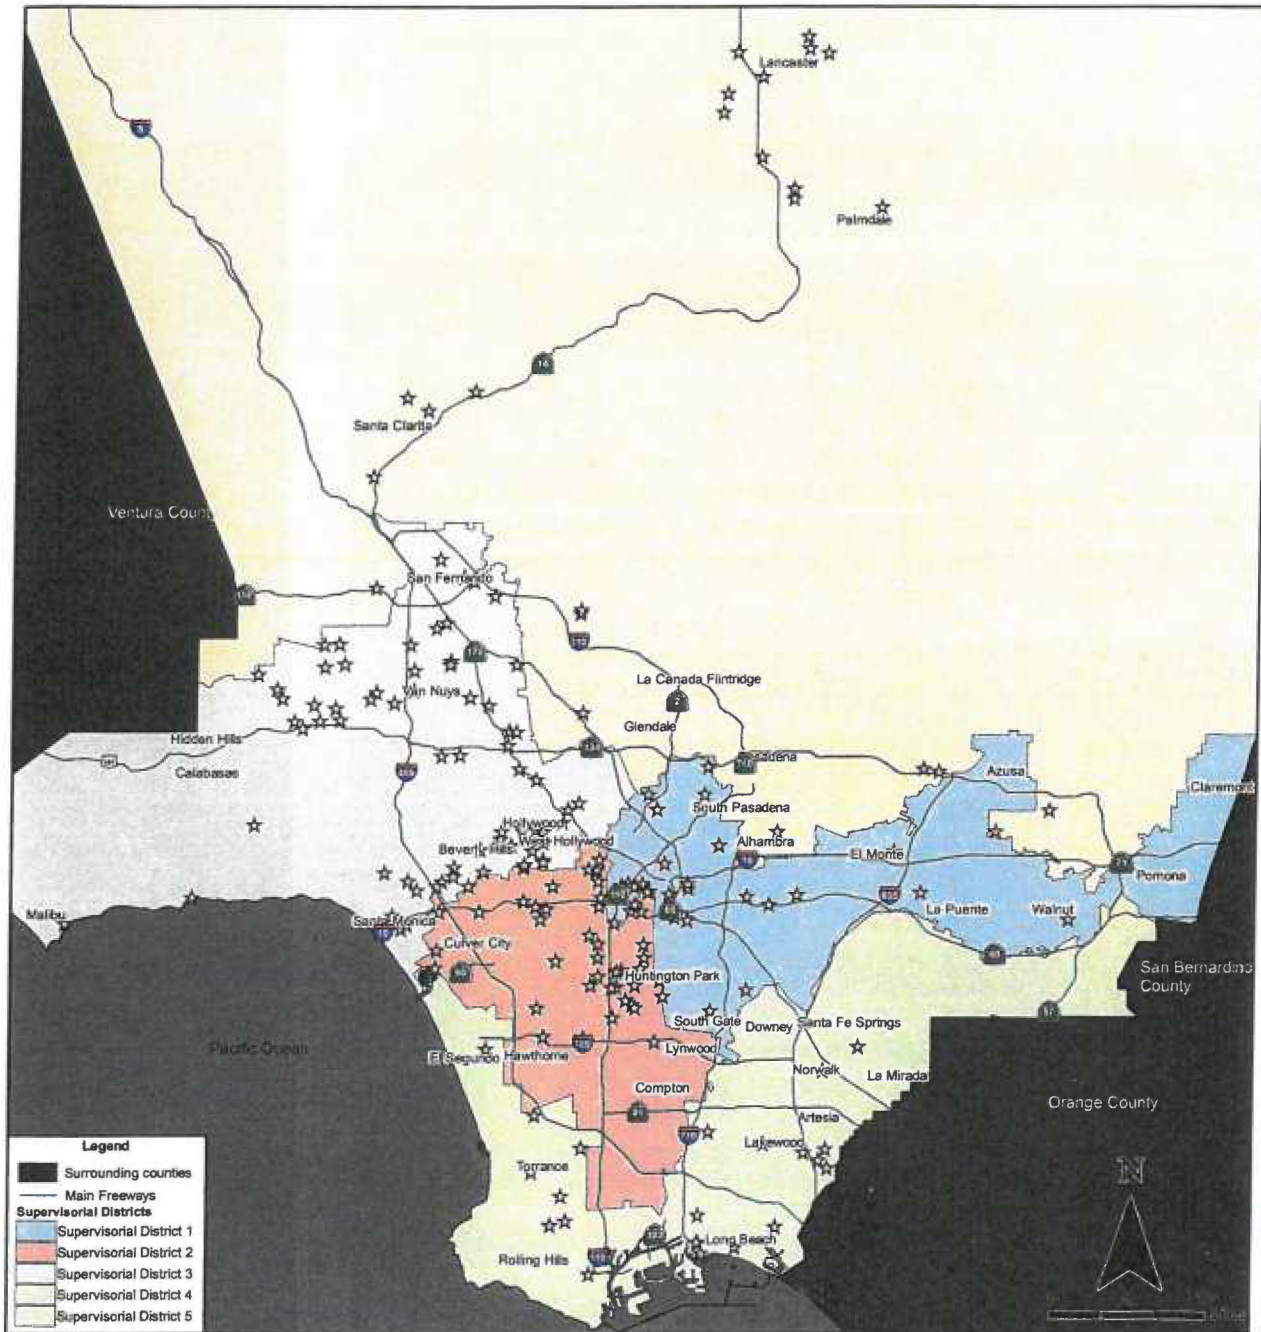 Lancaster
5
Palmdale
Santa Clarita
Ventura County
San Fernando
Van Nuys
La Canada Flintridge
2
Glendale
Hidden Hills
Calabasas
South Pasadena
Azusa
Claremont
Hollywood
West Hollywood
Beverly Hills
Alhambra
El Monte
Pomona
La Puente
Walnut
Malibu
Santa Monica
Culver City
Huntington Park
San Bernardino
County
South Gate
Downey
Santa Fe Springs
Pacific Ocean
El Segundo
Hawthorne
Lynwood
Norwalk
La Mirada
Compton
Orange County
Artesia
Lakewood
Torrance
Long Beach
Rolling Hills
N
Legend
Surrounding counties
Main Freeways
Supervisorial Districts
Supervisorial District 1
Supervisorial District 2
Supervisorial District 3
Supervisorial District 4
Supervisorial District 5